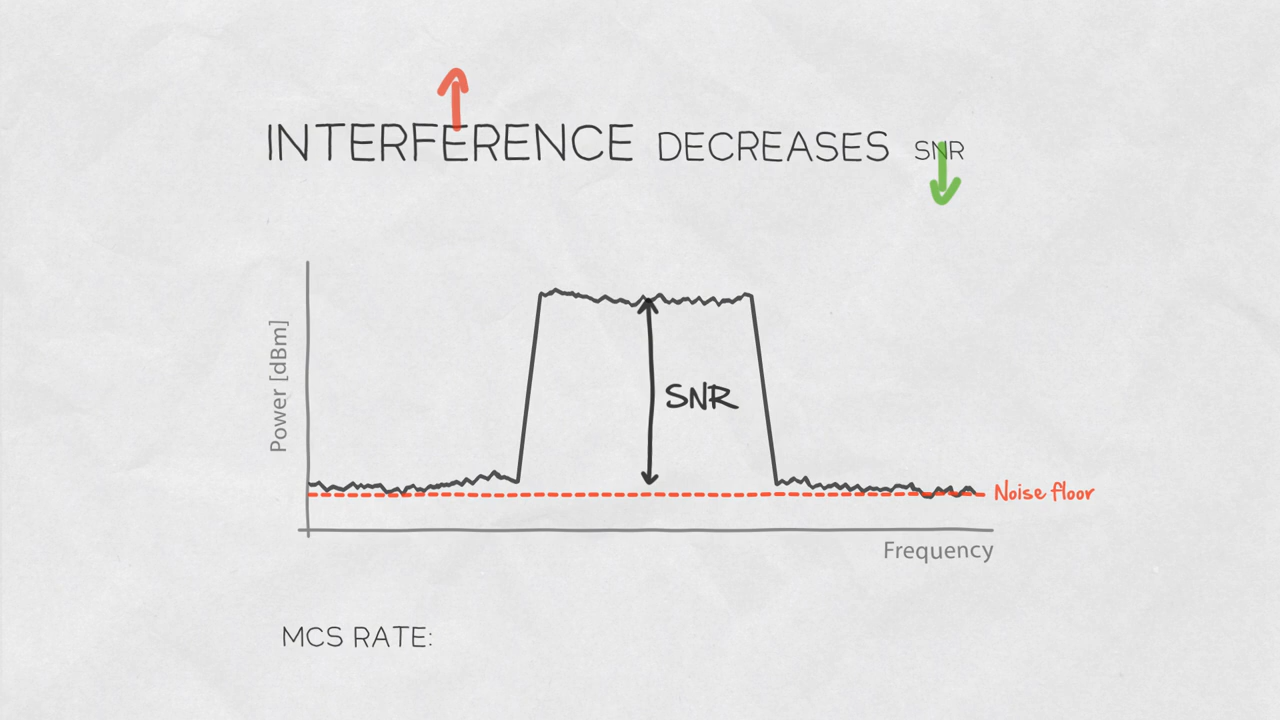 INTERFERENCE DECREASES SNR
Power [dBm]
SNR
Noise floor
Frequency
MCS RATE: